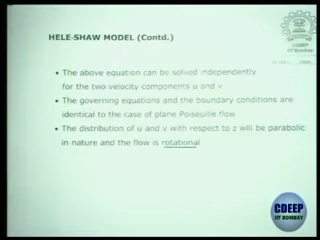 HELE-SHAW MODEL (Contd.)
CDEEP
IIT Bombay
• The above equation can be solved independently
for the two velocity components u and v
• The governing equations and the boundary conditions are
identical to the case of plane Poiseuille flow
• The distribution of u and v with respect to z will be parabolic
in nature and the flow is rotational
CDEEP
IIT BOMBAY